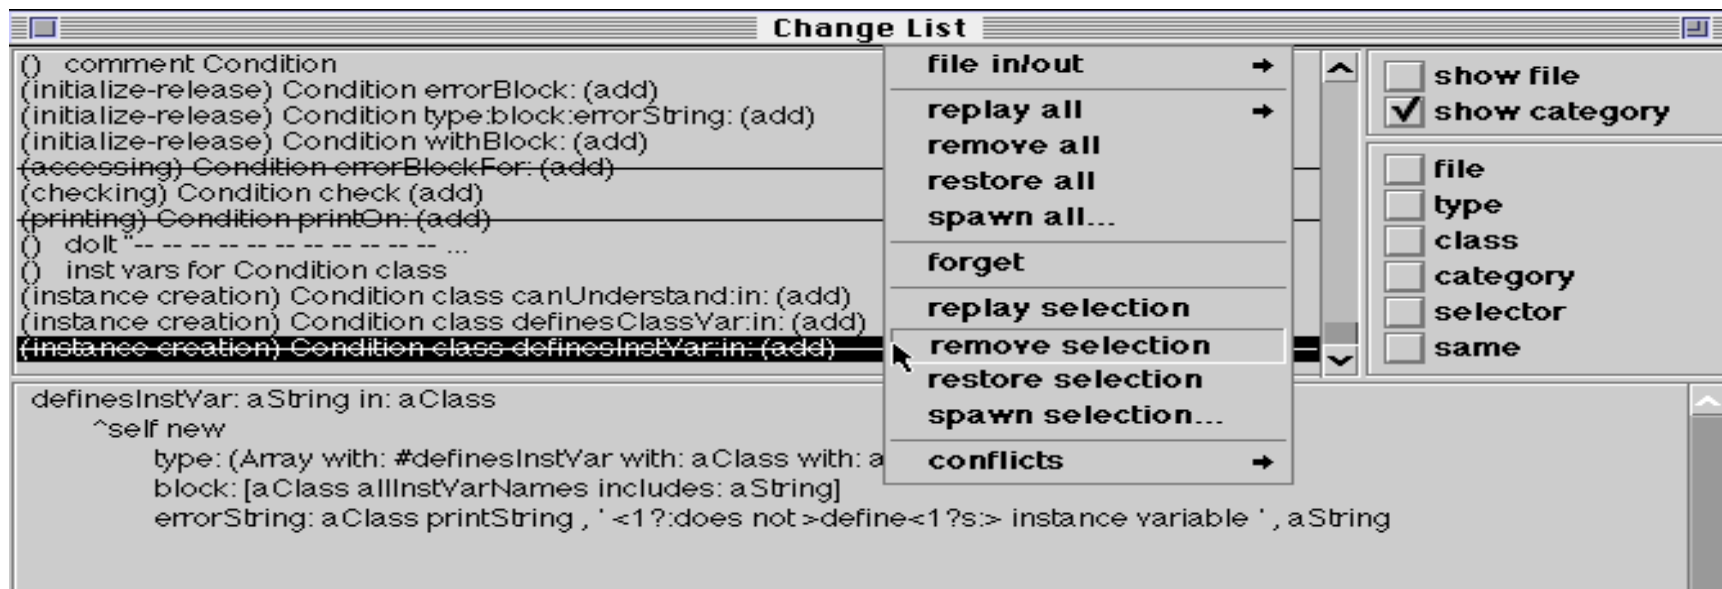 Change List
() comment Condition
(initialize-release) Condition errorBlock: (add)
(initialize-release) Condition type:block:errorString: (add)
(initialize-release) Condition withBlock: (add)
(accessing) Condition errorBlockFor: (add)
(checking) Condition check (add)
(printing) Condition printOn: (add)
() doIt "-- -- -- -- -- -- -- -- -- -- -- ...
() inst vars for Condition class
(instance creation) Condition class canUnderstand:in: (add)
(instance creation) Condition class definesClassVar:in: (add)
(instance creation) Condition class definesInstVar:in: (add)
file in/out
replay all
remove all
restore all
spawn all...
forget
replay selection
remove selection
restore selection
spawn selection...
conflicts
show file
show category
file
type
class
category
selector
same
definesInstVar: aString in: aClass
^self new
type: (Array with: #definesInstVar with: aClass with: a
block: [aClass allInstVarNames includes: aString]
errorString: aClass printString , ' <1?:does not >define<1?s:> instance variable ' , aString